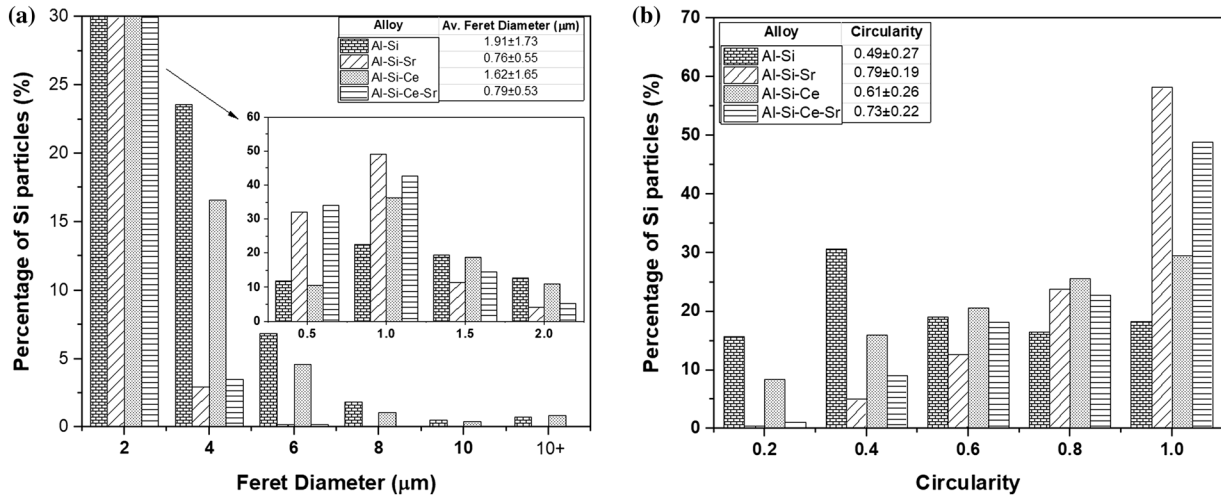 (a)
Alloy Av. Feret Diameter (μm)
Al-Si 1.91±1.73
Al-Si-Sr 0.76±0.55
Al-Si-Ce 1.62±1.65
Al-Si-Ce-Sr 0.79±0.53
Percentage of Si particles (%)
30
25
20
15
10
5
0
60
50
40
30
20
10
0
0.5 1.0 1.5 2.0
2 4 6 8 10 10+
Feret Diameter (μm)
(b)
Alloy Circularity
Al-Si 0.49±0.27
Al-Si-Sr 0.79±0.19
Al-Si-Ce 0.61±0.26
Al-Si-Ce-Sr 0.73±0.22
Percentage of Si particles (%)
70
60
50
40
30
20
10
0
0.2 0.4 0.6 0.8 1.0
Circularity